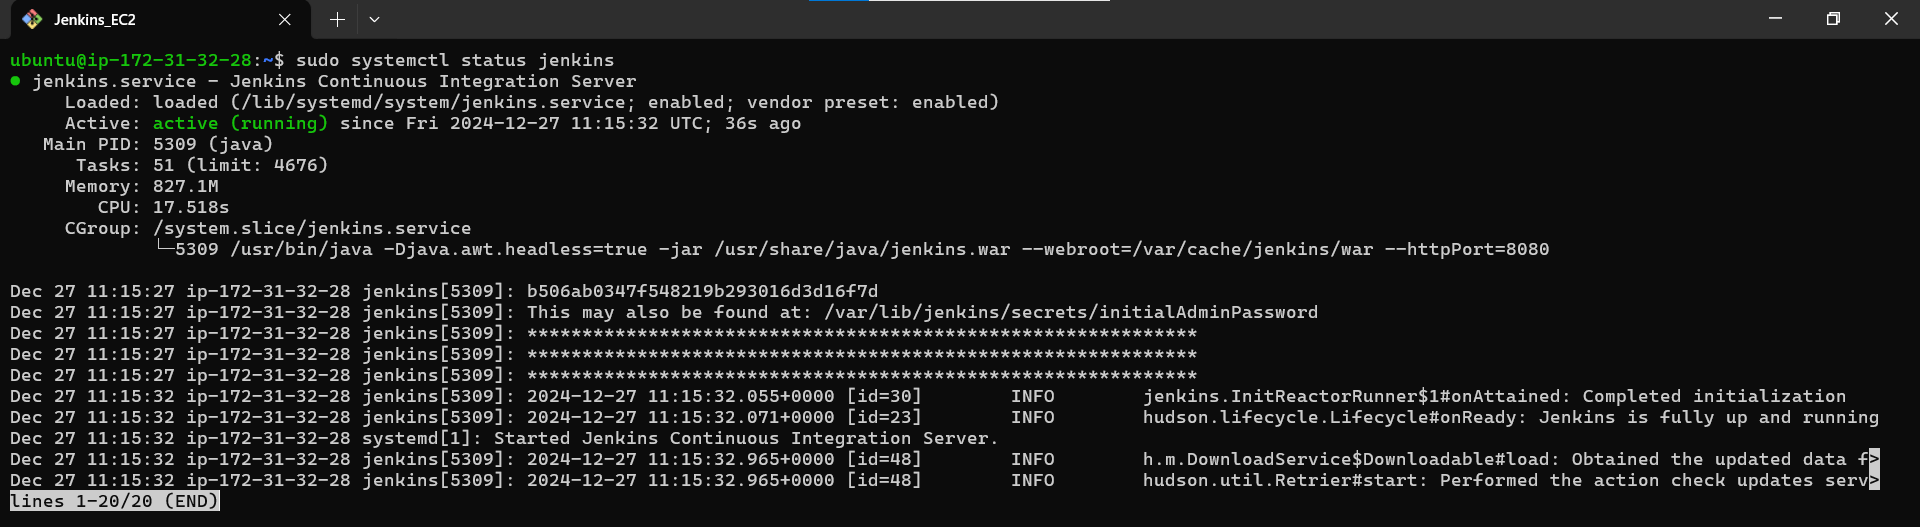 Jenkins_EC2
ubuntu@ip-172-31-32-28:~$ sudo systemctl status jenkins
● jenkins.service - Jenkins Continuous Integration Server
     Loaded: loaded (/lib/systemd/system/jenkins.service; enabled; vendor preset: enabled)
     Active: active (running) since Fri 2024-12-27 11:15:32 UTC; 36s ago
   Main PID: 5309 (java)
      Tasks: 51 (limit: 4676)
     Memory: 827.1M
        CPU: 17.518s
     CGroup: /system.slice/jenkins.service
             └─5309 /usr/bin/java -Djava.awt.headless=true -jar /usr/share/java/jenkins.war --webroot=/var/cache/jenkins/war --httpPort=8080
Dec 27 11:15:27 ip-172-31-32-28 jenkins[5309]: b506ab0347f548219b293016d3d16f7d
Dec 27 11:15:27 ip-172-31-32-28 jenkins[5309]: This may also be found at: /var/lib/jenkins/secrets/initialAdminPassword
Dec 27 11:15:27 ip-172-31-32-28 jenkins[5309]: *************************************************************
Dec 27 11:15:27 ip-172-31-32-28 jenkins[5309]: *************************************************************
Dec 27 11:15:27 ip-172-31-32-28 jenkins[5309]: *************************************************************
Dec 27 11:15:32 ip-172-31-32-28 jenkins[5309]: 2024-12-27 11:15:32.055+0000 [id=30]        INFO        jenkins.InitReactorRunner$1#onAttained: Completed initialization
Dec 27 11:15:32 ip-172-31-32-28 jenkins[5309]: 2024-12-27 11:15:32.071+0000 [id=23]        INFO        hudson.lifecycle.Lifecycle#onReady: Jenkins is fully up and running
Dec 27 11:15:32 ip-172-31-32-28 systemd[1]: Started Jenkins Continuous Integration Server.
Dec 27 11:15:32 ip-172-31-32-28 jenkins[5309]: 2024-12-27 11:15:32.965+0000 [id=48]        INFO        h.m.DownloadService$Downloadable#load: Obtained the updated data f>
Dec 27 11:15:32 ip-172-31-32-28 jenkins[5309]: 2024-12-27 11:15:32.965+0000 [id=48]        INFO        hudson.util.Retrier#start: Performed the action check updates serv>
lines 1-20/20 (END)